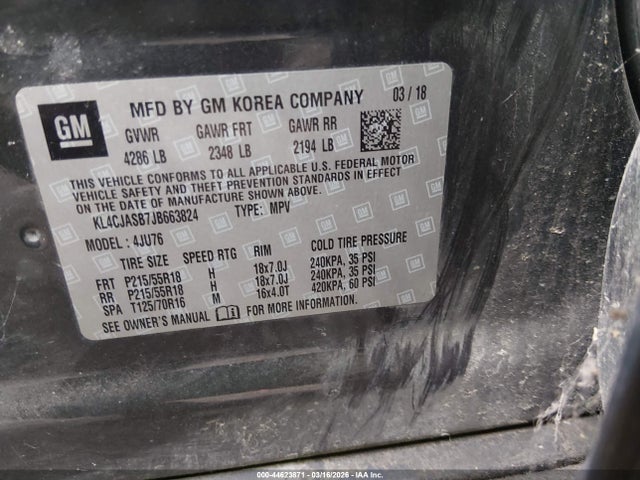 GM
MFD BY GM KOREA COMPANY 03 / 18
GVWR GAWR FRT GAWR RR
4286 LB 2348 LB 2194 LB
THIS VEHICLE CONFORMS TO ALL APPLICABLE U.S. FEDERAL MOTOR
VEHICLE SAFETY AND THEFT PREVENTION STANDARDS IN EFFECT
ON THE DATE OF MANUFACTURE SHOWN ABOVE.
KL4CJASB7JB663824 TYPE: MPV
MODEL : 4JU76
TIRE SIZE SPEED RTG RIM COLD TIRE PRESSURE
FRT P215/55R18 H 18x7.0J 240KPA, 35 PSI
RR P215/55R18 H 18x7.0J 240KPA, 35 PSI
SPA T125/70R16 M 16x4.0T 420KPA, 60 PSI
SEE OWNER'S MANUAL FOR MORE INFORMATION.
000-44623871 - 03/16/2026 - IAAI.COM